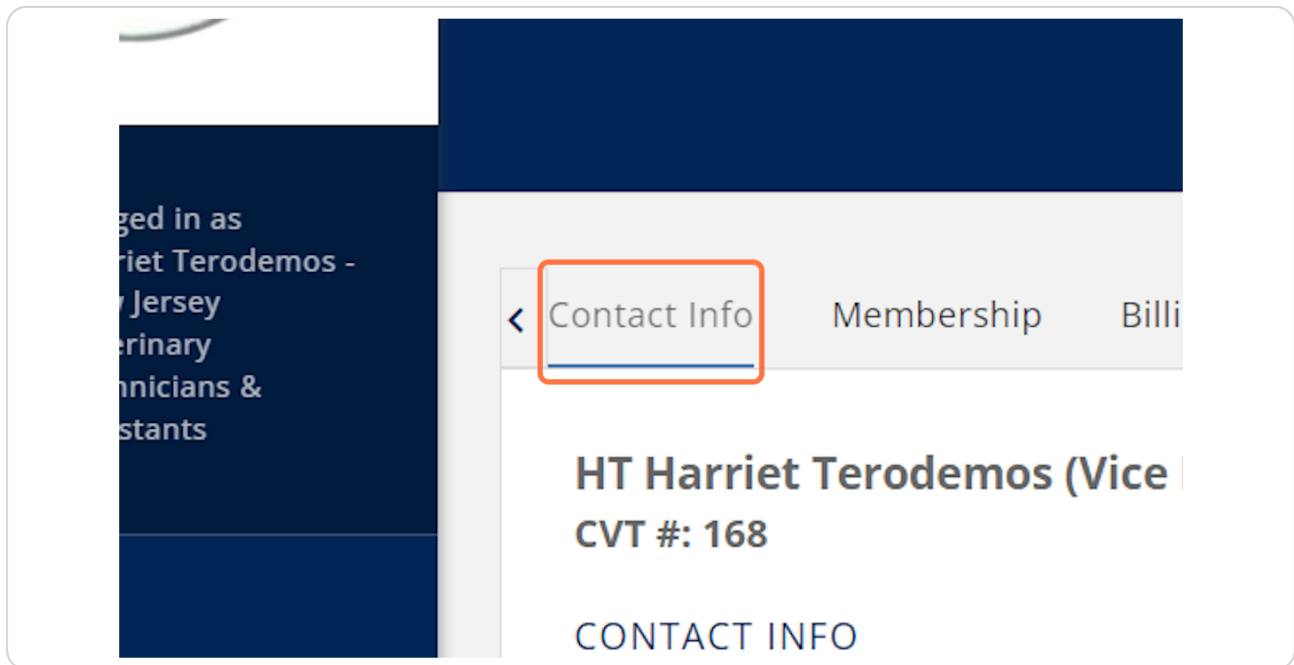 ged in as
riet Terodemos -
Jersey
erinary
hnicians &
stants
Contact Info Membership Billi
HT Harriet Terodemos (Vice
CVT #: 168
CONTACT INFO